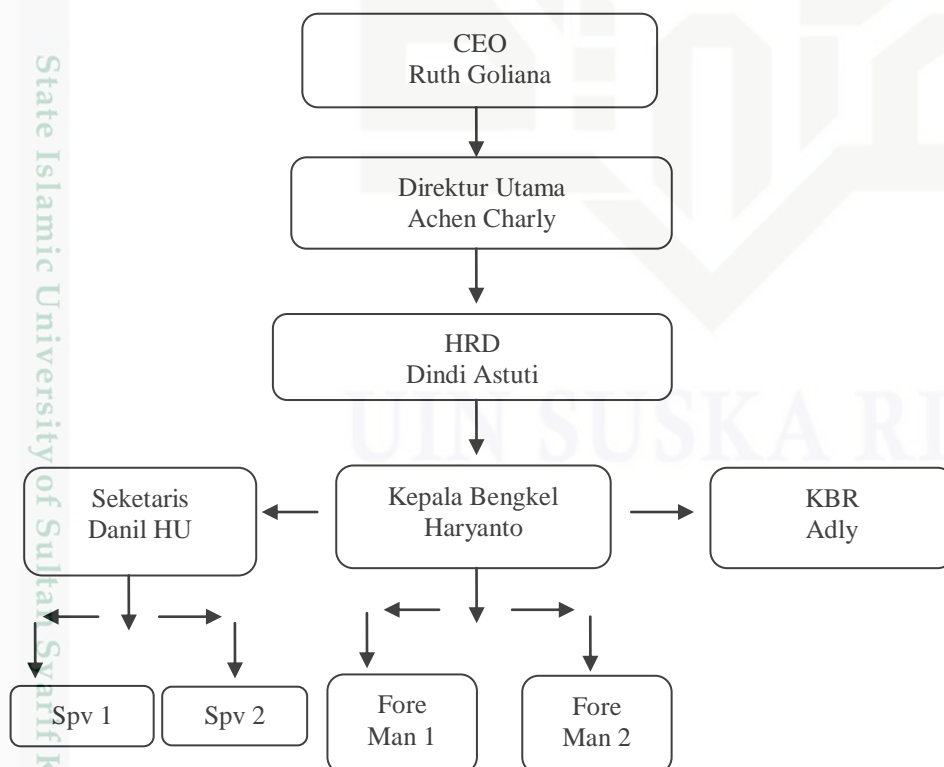 CEO
Ruth Goliana
Direktur Utama
Achen Charly
HRD
Dindi Astuti
Seketaris
Danil HU
Kepala Bengkel
Haryanto
KBR
Adly
Spv 1
Spv 2
Fore
Man 1
Fore
Man 2
State Islamic University of Sultan Syarif K
UIN SUSKA RI